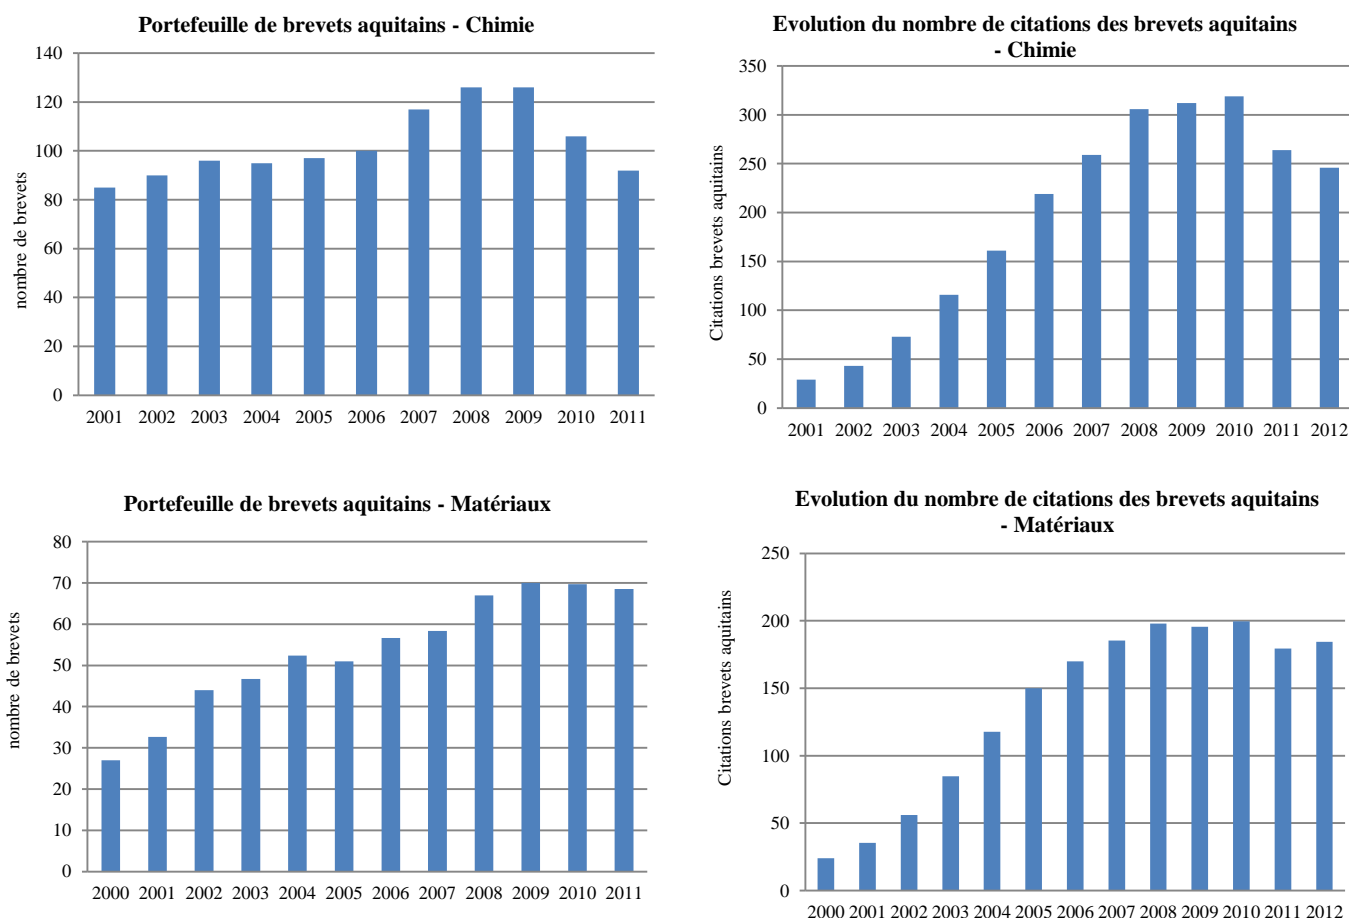 Portefeuille de brevets aquitains - Chimie
140
120
100
80
60
40
20
0
nombre de brevets
2001 2002 2003 2004 2005 2006 2007 2008 2009 2010 2011
Evolution du nombre de citations des brevets aquitains
- Chimie
350
300
250
200
150
100
50
0
Citations brevets aquitains
2001 2002 2003 2004 2005 2006 2007 2008 2009 2010 2011 2012
Portefeuille de brevets aquitains - Matériaux
80
70
60
50
40
30
20
10
0
nombre de brevets
2000 2001 2002 2003 2004 2005 2006 2007 2008 2009 2010 2011
Evolution du nombre de citations des brevets aquitains
- Matériaux
250
200
150
100
50
0
Citations brevets aquitains
2000 2001 2002 2003 2004 2005 2006 2007 2008 2009 2010 2011 2012